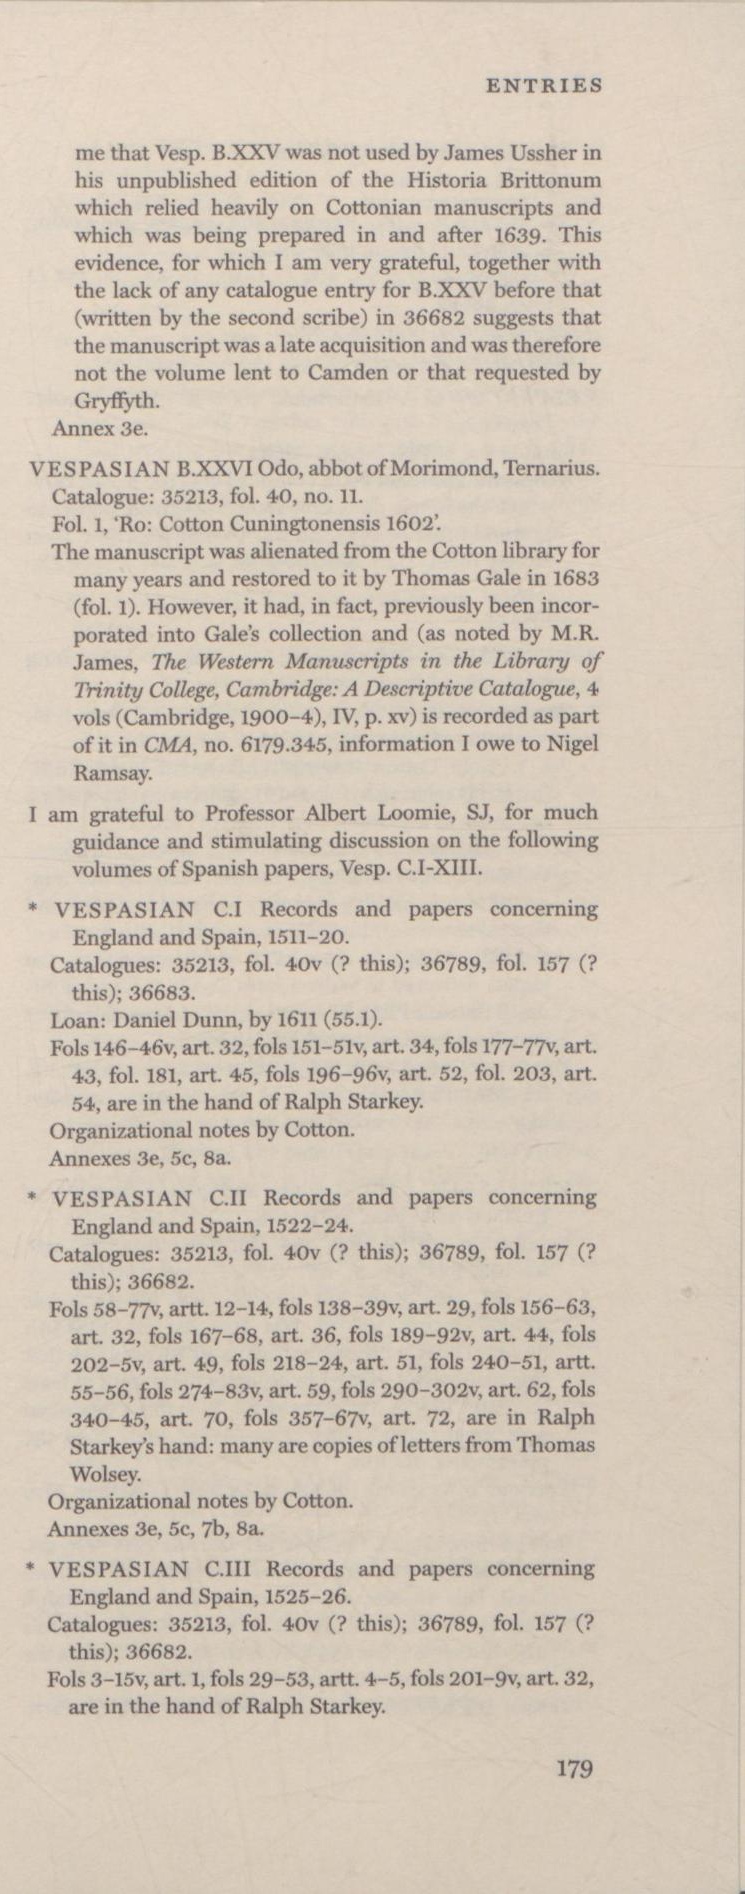 ENTRIES
me that Vesp. B.XXV was not used by James Ussher in
his unpublished edition of the Historia Brittonum
which relied heavily on Cottonian manuscripts and
which was being prepared in and after 1639. This
evidence, for which I am very grateful, together with
the lack of any catalogue entry for B.XXV before that
(written by the second scribe) in 36682 suggests that
the manuscript was a late acquisition and was therefore
not the volume lent to Camden or that requested by
Gryffyth.
Annex 3e.
VESPASIAN B.XXVI Odo, abbot of Morimond, Ternarius.
Catalogue: 35213, fol. 40, no. 11.
Fol. 1, ‘Ro: Cotton Cuningtonensis 1602’.
The manuscript was alienated from the Cotton library for
many years and restored to it by Thomas Gale in 1683
(fol. 1). However, it had, in fact, previously been incor-
porated into Gale's collection and (as noted by M.R.
James, The Western Manuscripts in the Library of
Trinity College, Cambridge: A Descriptive Catalogue, 4
vols (Cambridge, 1900–4), IV, p. xv) is recorded as part
of it in CMA, no. 6179.345, information I owe to Nigel
Ramsay.
I am grateful to Professor Albert Loomie, SJ, for much
guidance and stimulating discussion on the following
volumes of Spanish papers, Vesp. C.I-XIII.
* VESPASIAN C.I Records and papers concerning
England and Spain, 1511–20.
Catalogues: 35213, fol. 40v (? this); 36789, fol. 157 (?
this); 36683.
Loan: Daniel Dunn, by 1611 (55.1).
Fols 146–46v, art. 32, fols 151–51v, art. 34, fols 177–77v, art.
43, fol. 181, art. 45, fols 196–96v, art. 52, fol. 203, art.
54, are in the hand of Ralph Starkey.
Organizational notes by Cotton.
Annexes 3e, 5c, 8a.
* VESPASIAN C.II Records and papers concerning
England and Spain, 1522–24.
Catalogues: 35213, fol. 40v (? this); 36789, fol. 157 (?
this); 36682.
Fols 58–77v, artt. 12–14, fols 138–39v, art. 29, fols 156–63,
art. 32, fols 167–68, art. 36, fols 189–92v, art. 44, fols
202–5v, art. 49, fols 218–24, art. 51, fols 240–51, artt.
55–56, fols 274–83v, art. 59, fols 290–302v, art. 62, fols
340–45, art. 70, fols 357–67v, art. 72, are in Ralph
Starkey's hand: many are copies of letters from Thomas
Wolsey.
Organizational notes by Cotton.
Annexes 3e, 5c, 7b, 8a.
* VESPASIAN C.III Records and papers concerning
England and Spain, 1525–26.
Catalogues: 35213, fol. 40v (? this); 36789, fol. 157 (?
this); 36682.
Fols 3–15v, art. 1, fols 29–53, artt. 4–5, fols 201–9v, art. 32,
are in the hand of Ralph Starkey.
179